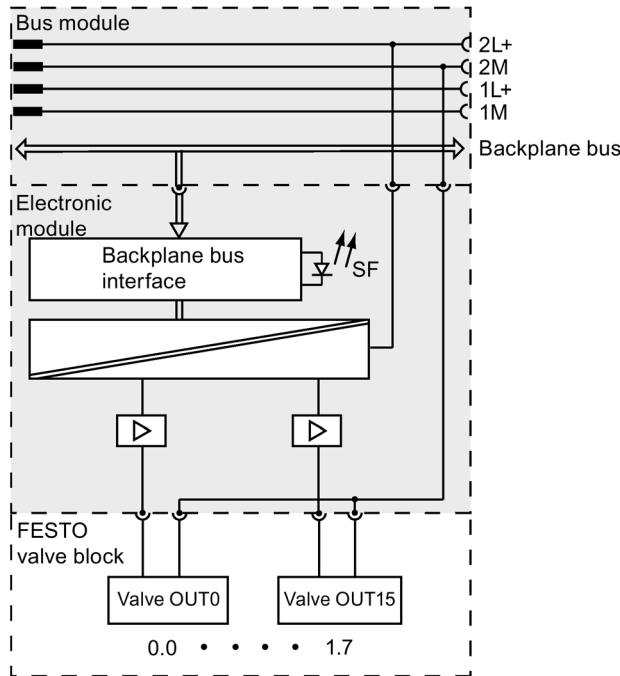 Bus module
2L+
2M
1L+
1M
Backplane bus
Electronic
module
Backplane bus
interface
SF
FESTO
valve block
Valve OUT0
Valve OUT15
0.0 • • • • 1.7